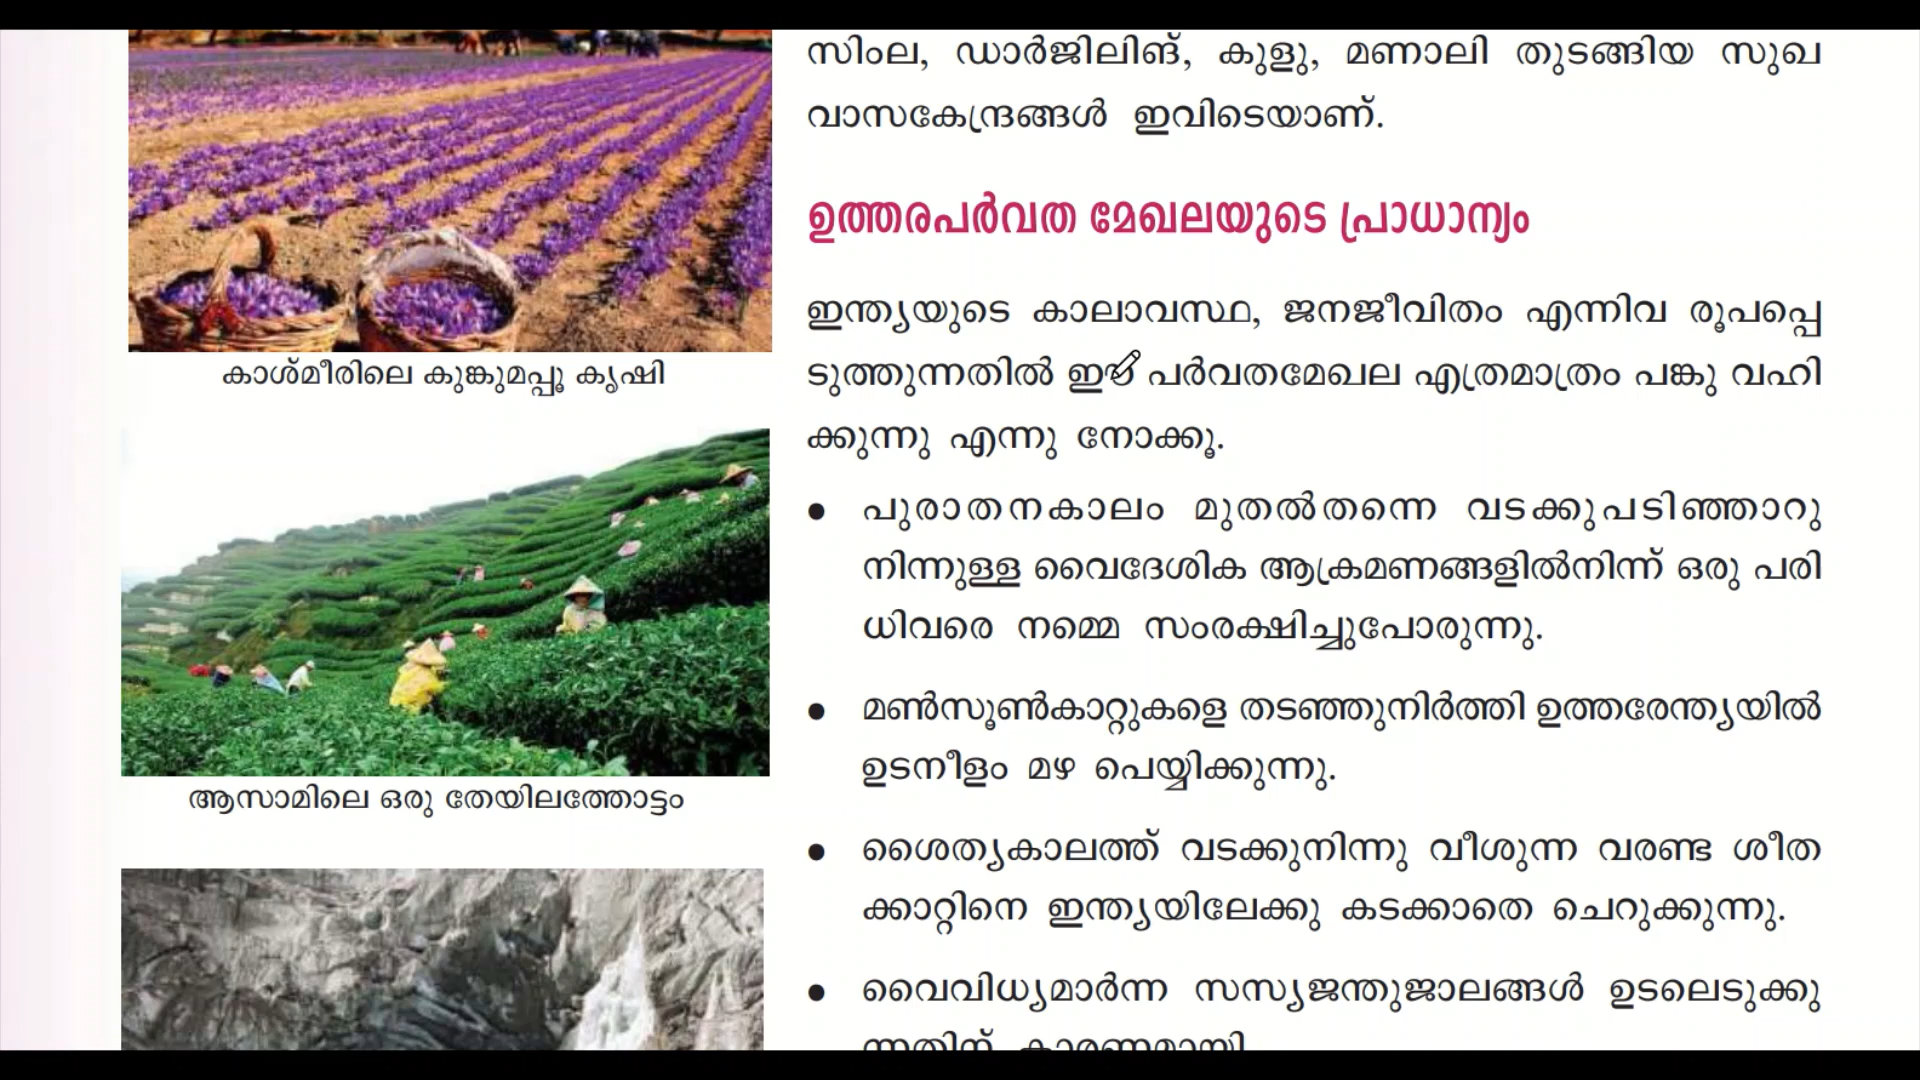 സിംല, ഡാർജിലിങ്, കുളു, മണാലി തുടങ്ങിയ സുഖ
വാസകേന്ദ്രങ്ങൾ ഇവിടെയാണ്.
ഉത്തരപർവത മേഖലയുടെ പ്രാധാന്യം
ഇന്ത്യയുടെ കാലാവസ്ഥ, ജനജീവിതം എന്നിവ രൂപപ്പെ
ടുത്തുന്നതിൽ ഈ പർവതമേഖല എത്രമാത്രം പങ്കു വഹി
ക്കുന്നു എന്നു നോക്കൂ.
● പുരാതനകാലം മുതൽതന്നെ വടക്കുപടിഞ്ഞാറു
നിന്നുള്ള വൈദേശിക ആക്രമണങ്ങളിൽനിന്ന് ഒരു പരി
ധിവരെ നമ്മെ സംരക്ഷിച്ചുപോരുന്നു.
● മൺസൂൺകാറ്റുകളെ തടഞ്ഞുനിർത്തി ഉത്തരേന്ത്യയിൽ
ഉടനീളം മഴ പെയ്യിക്കുന്നു.
● ശൈത്യകാലത്ത് വടക്കുനിന്നു വീശുന്ന വരണ്ട ശീത
ക്കാറ്റിനെ ഇന്ത്യയിലേക്കു കടക്കാതെ ചെറുക്കുന്നു.
● വൈവിധ്യമാർന്ന സസ്യജന്തുജാലങ്ങൾ ഉടലെടുക്കു
ന്നതിന് കാരണമായി
കാശ്മീരിലെ കുങ്കുമപ്പൂ കൃഷി
ആസാമിലെ ഒരു തേയിലത്തോട്ടം